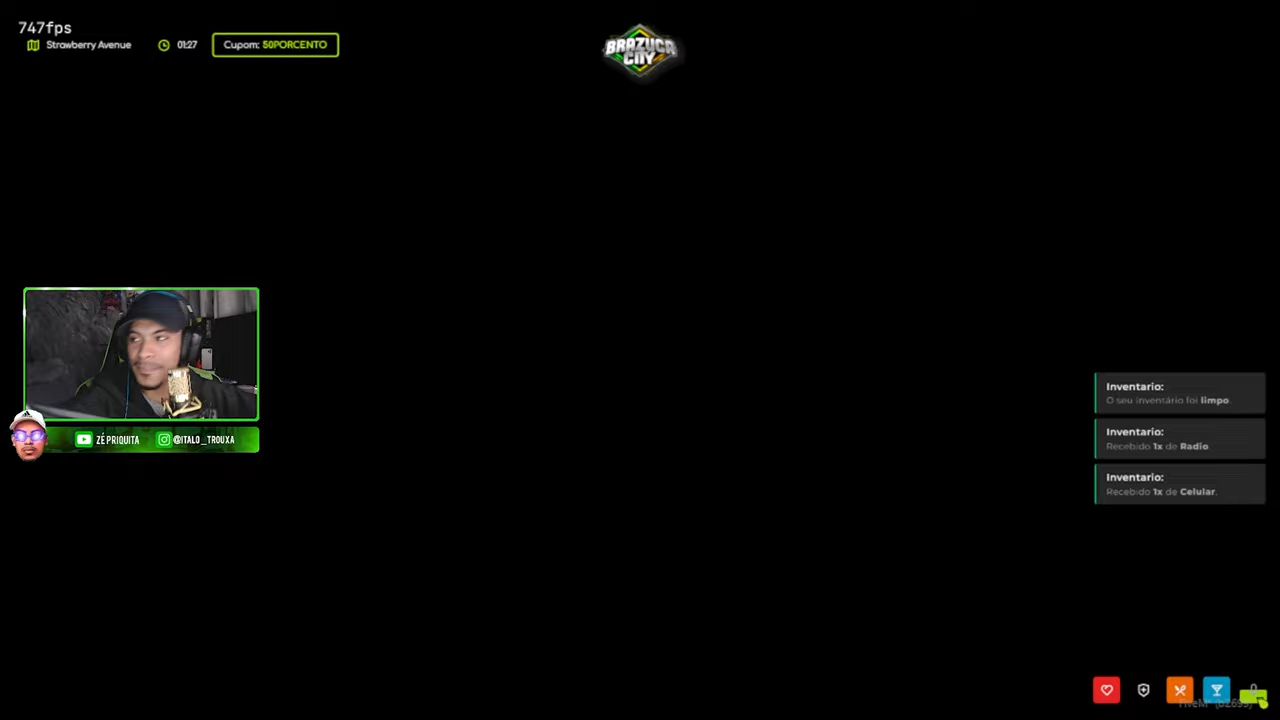 747fps
Strawberry Avenue
01:27
Cupom: 50PORCENTO
BRAZUCA
CITY
ZÉ PRIQUITA
@ITALO_TROUXA
Inventario:
O seu inventário foi limpo
Inventario:
Recebido 1x de Radio
Inventario:
Recebido 1x de Celular.